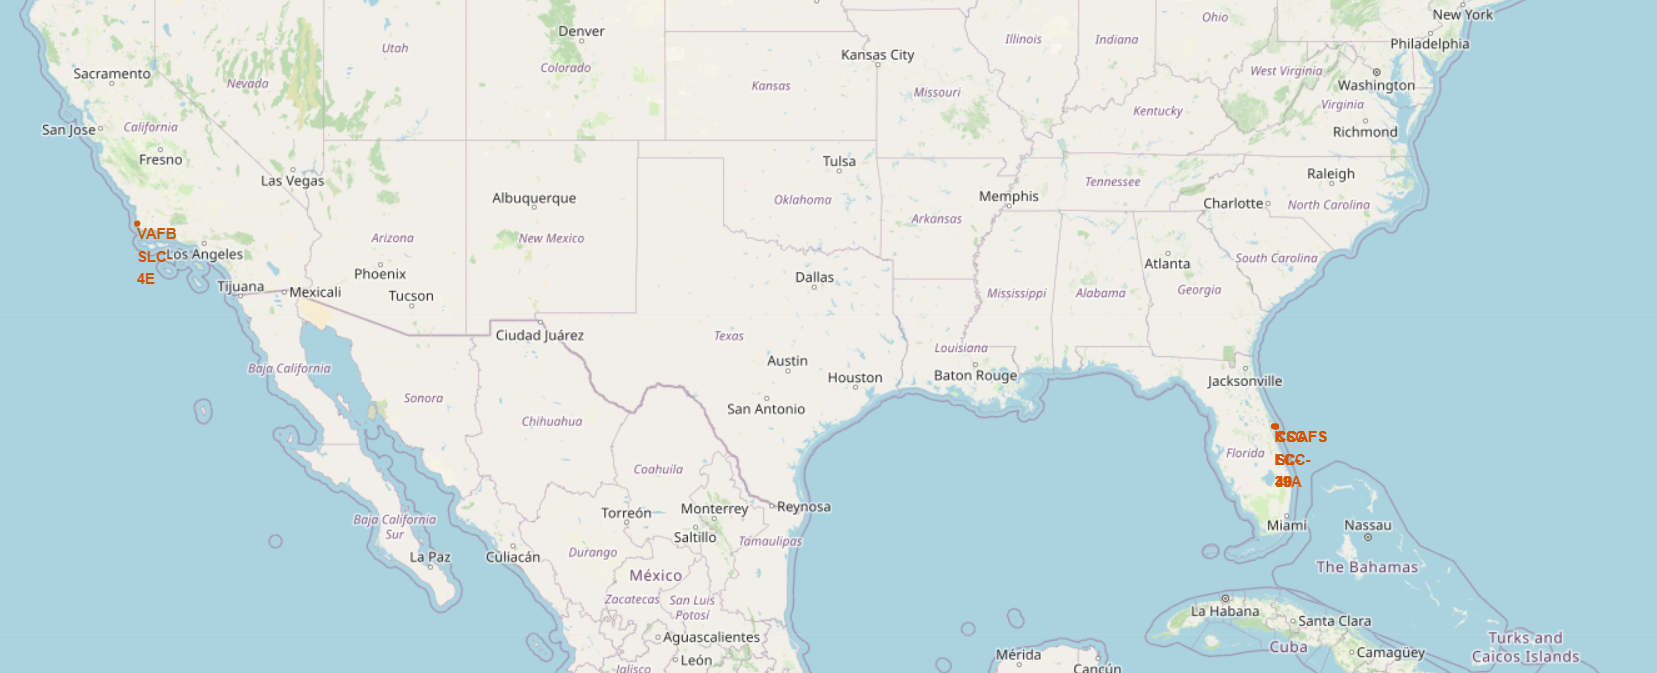 New York
Ohio
Denver
Philadelphia
Illinois
Indiana
Utah
Kansas City
Colorado
West Virginia
Sacramento
Nevada
Kansas
Washington
Missouri
Virginia
Kentucky
San Jose
California
Richmond
Fresno
Tulsa
Las Vegas
Raleigh
Tennessee
Albuquerque
Memphis
Oklahoma
Charlotte
North Carolina
Arkansas
VAFB
SLC-
4E
Arizona
New Mexico
Los Angeles
South Carolina
Atlanta
Phoenix
Dallas
Tijuana
Mexicali
Tucson
Mississippi
Alabama
Georgia
Ciudad Juárez
Texas
Louisiana
Austin
Baja California
Houston
Baton Rouge
Jacksonville
Sonora
San Antonio
Chihuahua
Florida
Coahuila
Reynosa
Monterrey
Torreón
Baja California
Sur
Miami
Nassau
Saltillo
Tamaulipas
La Paz
Culiacán
Durango
The Bahamas
México
Zacatecas
San Luis
Potosí
La Habana
Santa Clara
Aguascalientes
Turks and
Caicos Islands
Cuba
Camagüey
Mérida
León
Jalisco
Cancún